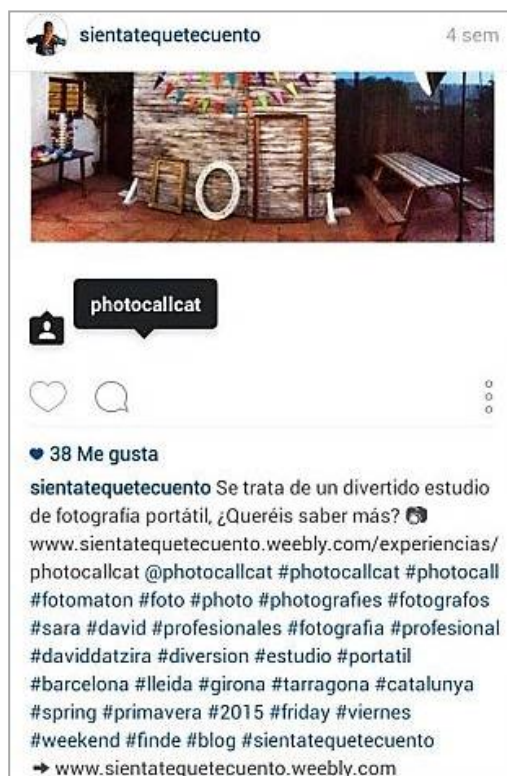 sientatequetecuento 4 sem
photocallcat
38 Me gusta
sientatequetecuento Se trata de un divertido estudio
de fotografía portátil, ¿Queréis saber más? 📷
www.sientatequetecuento.weebly.com/experiencias/
photocallcat @photocallcat #photocallcat #photocall
#fotomaton #foto #photo #photografies #fotografos
#sara #david #profesionales #fotografia #profesional
#daviddatzira #diversion #estudio #portatil
#barcelona #lleida #girona #tarragona #catalunya
#spring #primavera #2015 #friday #viernes
#weekend #finde #blog #sientatequetecuento
➜ www.sientatequetecuento.weebly.com